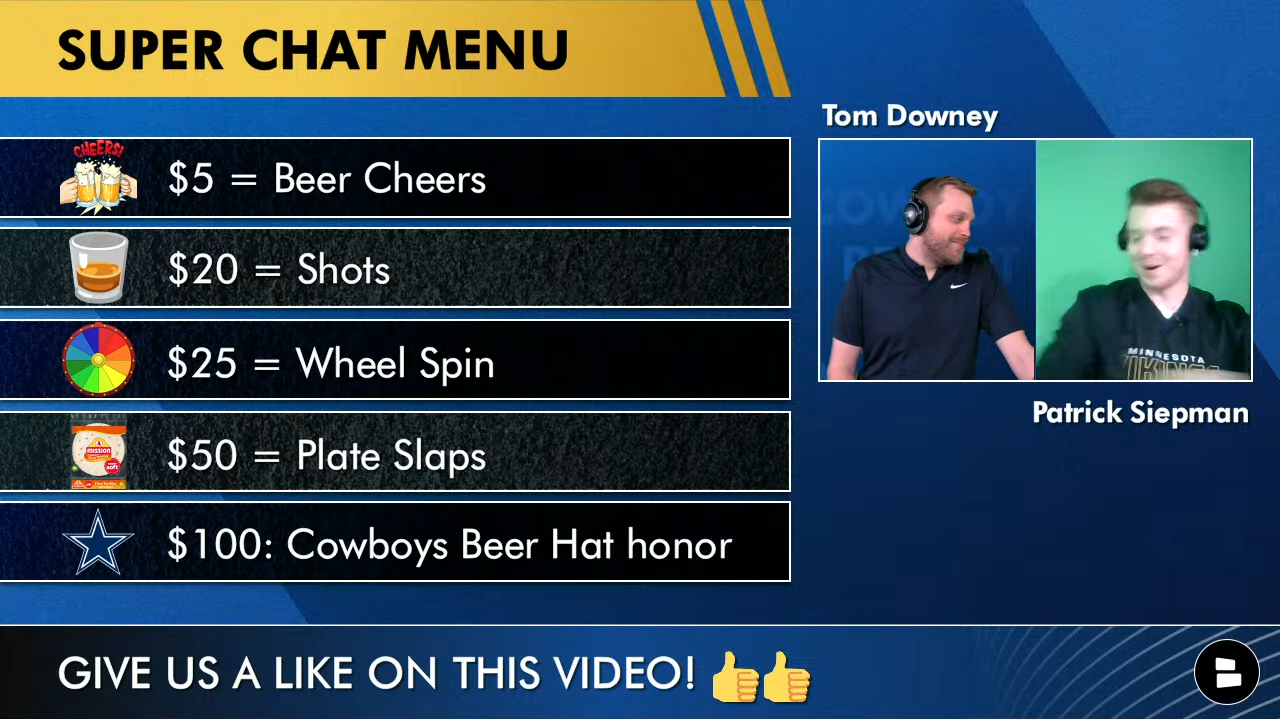 SUPER CHAT MENU
Tom Downey
CHEERS!
$5 = Beer Cheers
$20 = Shots
$25 = Wheel Spin
MINNESOTA
VIKINGS
Patrick Siepman
MISSION
$50 = Plate Slaps
$100: Cowboys Beer Hat honor
GIVE US A LIKE ON THIS VIDEO!